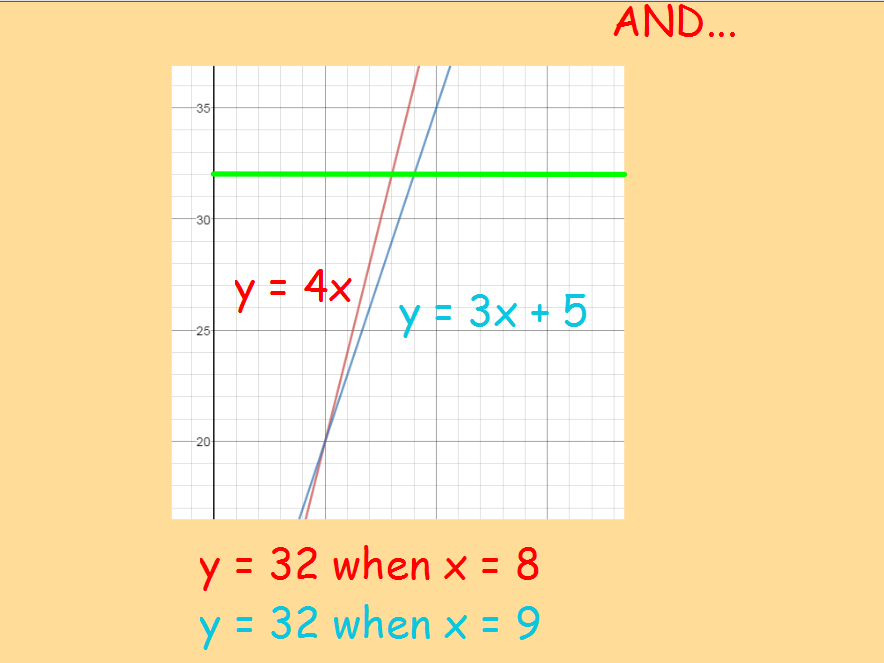 AND...
35
30
y = 4x
y = 3x + 5
25
20
y = 32 when x = 8
y = 32 when x = 9